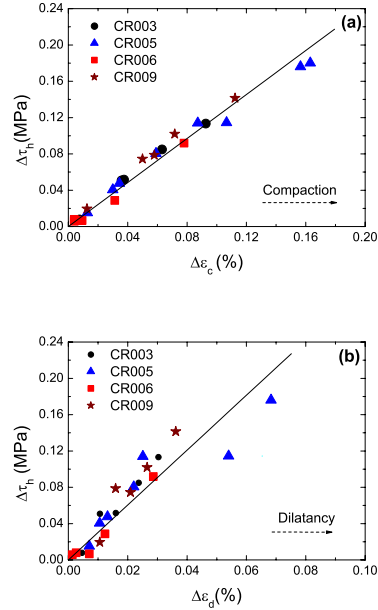 (a)
CR003
CR005
CR006
CR009
0.24
0.20
0.16
0.12
0.08
0.04
0.00
Δτh (MPa)
Compaction
0.00 0.04 0.08 0.12 0.16 0.20
Δεc (%)
(b)
CR003
CR005
CR006
CR009
0.24
0.20
0.16
0.12
0.08
0.04
0.00
Δτh (MPa)
Dilatancy
0.00 0.02 0.04 0.06 0.08 0.10
Δεd (%)